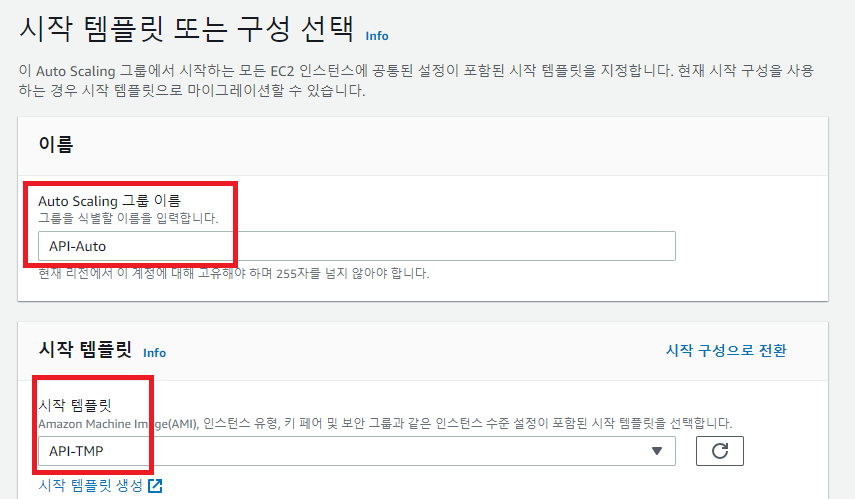 시작 템플릿 또는 구성 선택 Info
이 Auto Scaling 그룹에서 시작하는 모든 EC2 인스턴스에 공통된 설정이 포함된 시작 템플릿을 지정합니다. 현재 시작 구성을 사용
하는 경우 시작 템플릿으로 마이그레이션할 수 있습니다.
이름
Auto Scaling 그룹 이름
그룹을 식별할 이름을 입력합니다.
API-Auto
현재 리전에서 이 계정에 대해 고유해야 하며 255자를 넘지 않아야 합니다.
시작 템플릿 Info
시작 구성으로 전환
시작 템플릿
Amazon Machine Image(AMI), 인스턴스 유형, 키 페어 및 보안 그룹과 같은 인스턴스 수준 설정이 포함된 시작 템플릿을 선택합니다.
API-TMP
시작 템플릿 생성